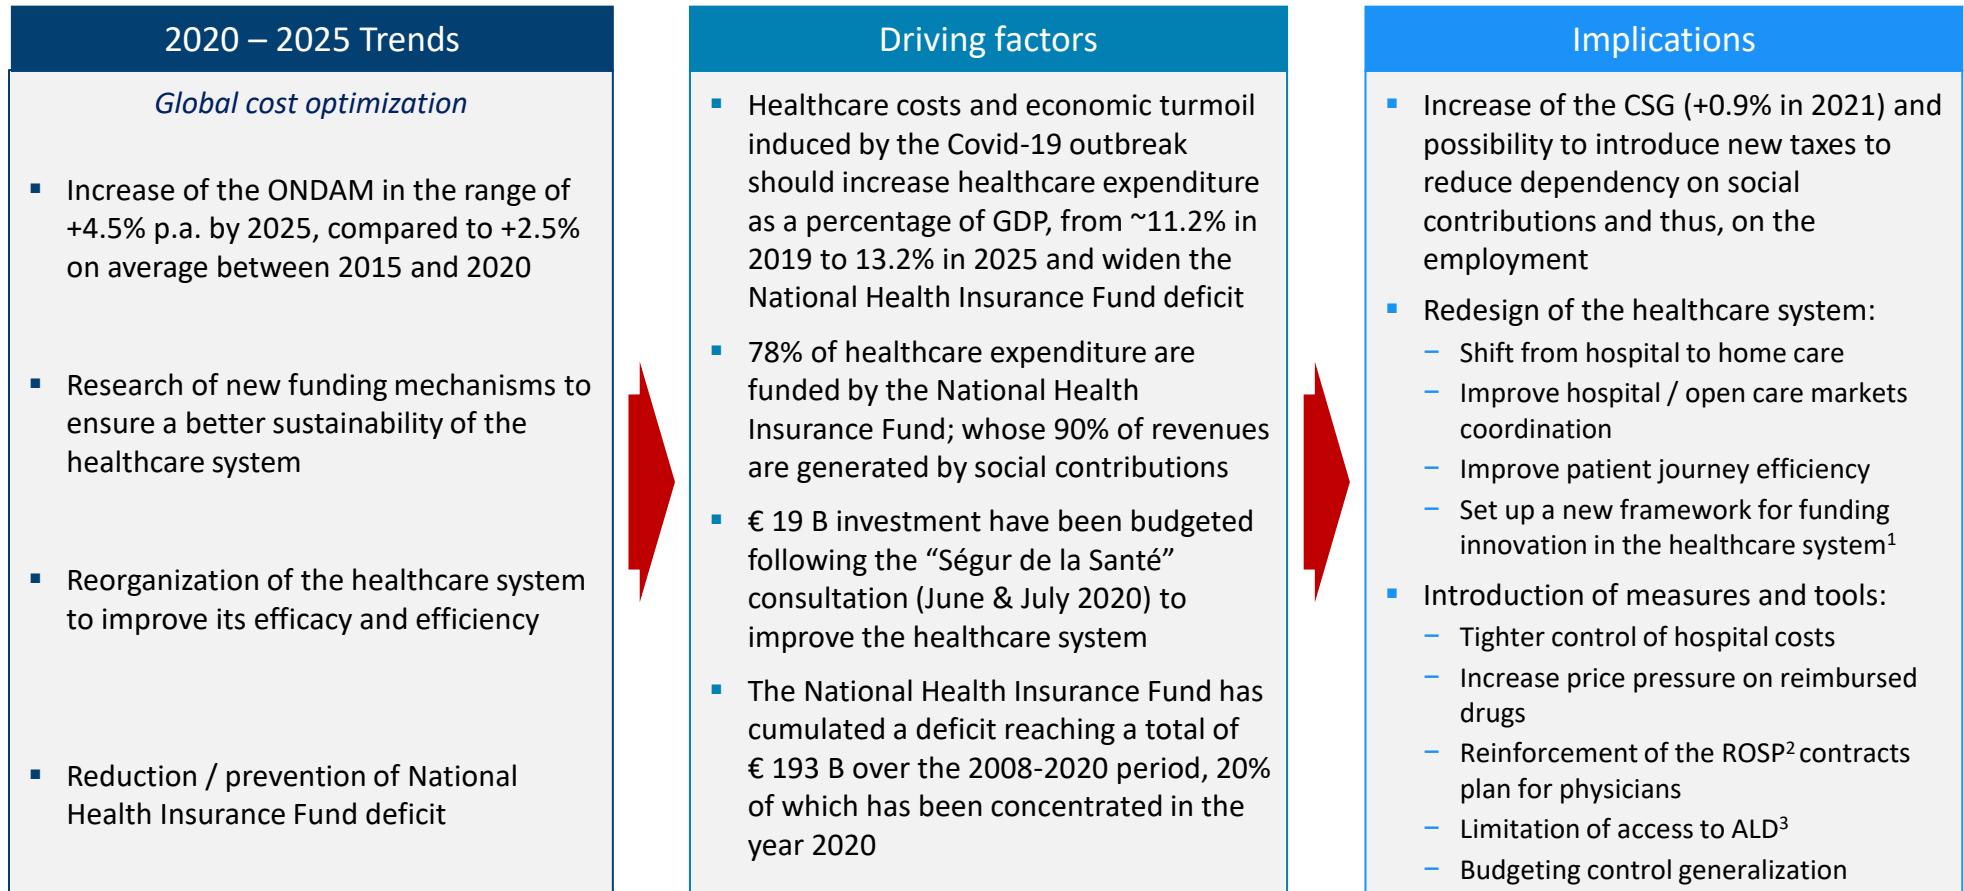 2020 – 2025 Trends
Global cost optimization
▪ Increase of the ONDAM in the range of
+4.5% p.a. by 2025, compared to +2.5%
on average between 2015 and 2020
▪ Research of new funding mechanisms to
ensure a better sustainability of the
healthcare system
▪ Reorganization of the healthcare system
to improve its efficacy and efficiency
▪ Reduction / prevention of National
Health Insurance Fund deficit
Driving factors
▪ Healthcare costs and economic turmoil
induced by the Covid-19 outbreak
should increase healthcare expenditure
as a percentage of GDP, from ~11.2% in
2019 to 13.2% in 2025 and widen the
National Health Insurance Fund deficit
▪ 78% of healthcare expenditure are
funded by the National Health
Insurance Fund; whose 90% of revenues
are generated by social contributions
▪ € 19 B investment have been budgeted
following the “Ségur de la Santé”
consultation (June & July 2020) to
improve the healthcare system
▪ The National Health Insurance Fund has
cumulated a deficit reaching a total of
€ 193 B over the 2008-2020 period, 20%
of which has been concentrated in the
year 2020
Implications
▪ Increase of the CSG (+0.9% in 2021) and
possibility to introduce new taxes to
reduce dependency on social
contributions and thus, on the
employment
▪ Redesign of the healthcare system:
– Shift from hospital to home care
– Improve hospital / open care markets
coordination
– Improve patient journey efficiency
– Set up a new framework for funding
innovation in the healthcare system¹
▪ Introduction of measures and tools:
– Tighter control of hospital costs
– Increase price pressure on reimbursed
drugs
– Reinforcement of the ROSP² contracts
plan for physicians
– Limitation of access to ALD³
– Budgeting control generalization